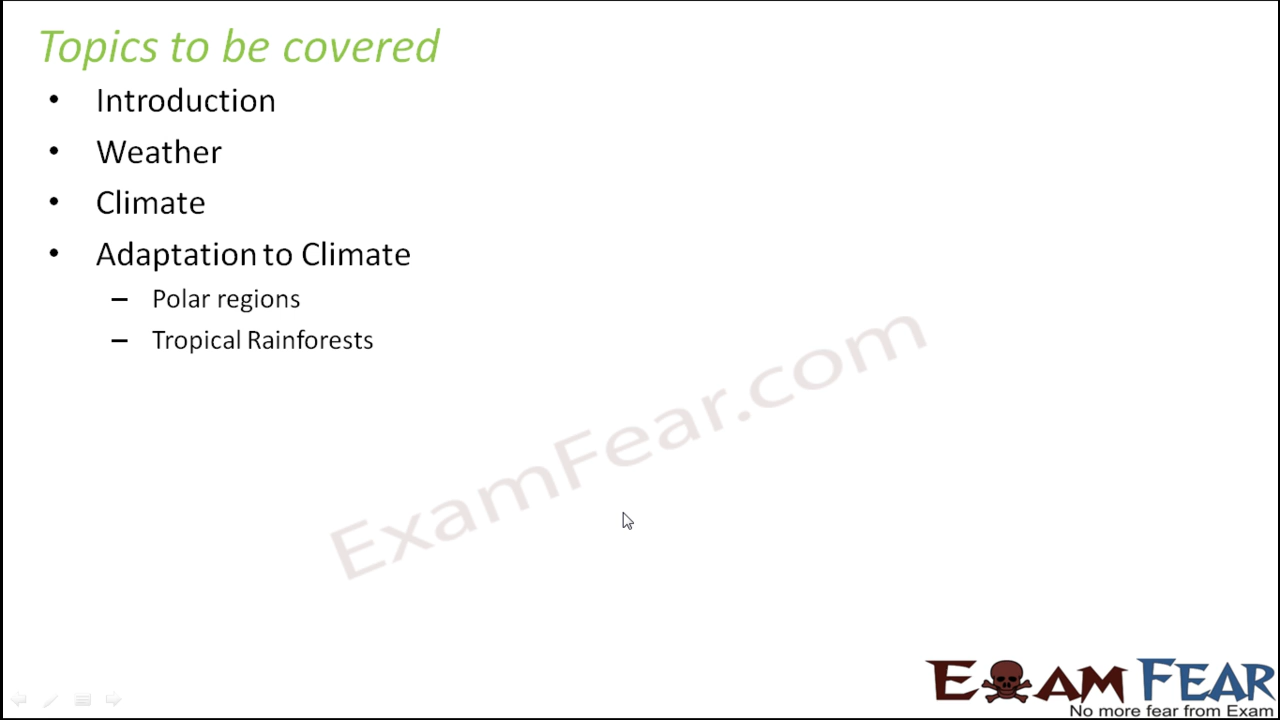 Topics to be covered
• Introduction
• Weather
• Climate
• Adaptation to Climate
– Polar regions
– Tropical Rainforests
ExamFear.com
EXAM FEAR
No more fear from Exam